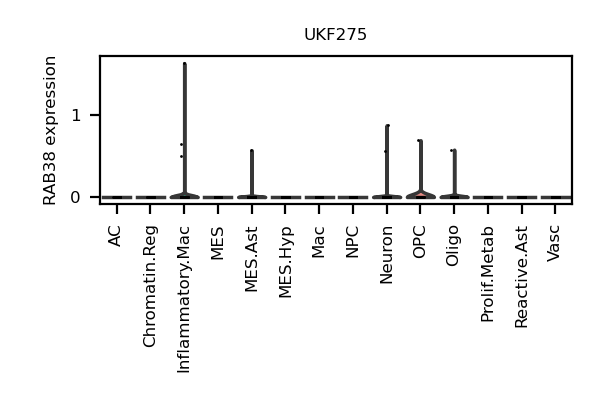 UKF275
RAB38 expression
1
0
AC
Chromatin.Reg
Inflammatory.Mac
MES
MES.Ast
MES.Hyp
Mac
NPC
Neuron
OPC
Oligo
Prolif.Metab
Reactive.Ast
Vasc